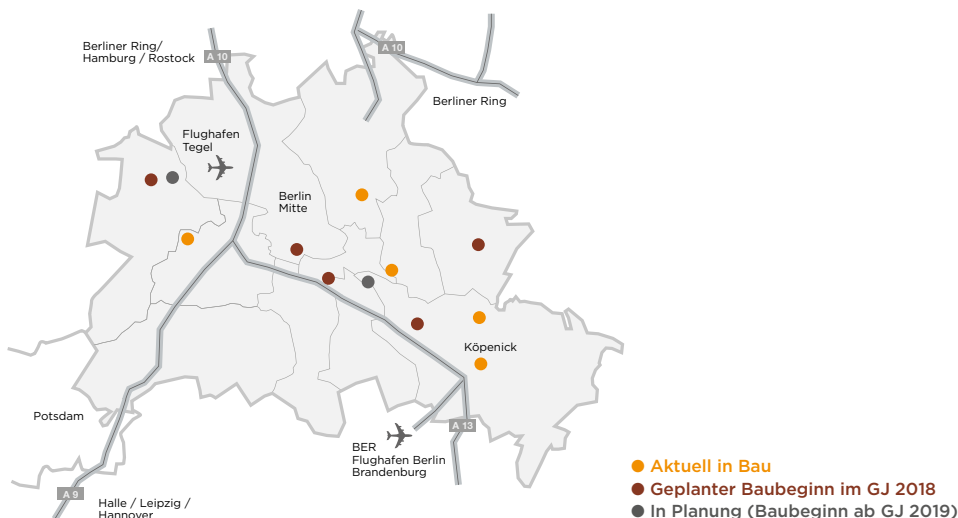 Berliner Ring/
Hamburg / Rostock
A 10
A 10
Berliner Ring
Flughafen
Tegel
Berlin
Mitte
Köpenick
Potsdam
A 13
BER
Flughafen Berlin
Brandenburg
A 9
Halle / Leipzig /
Hannover
Aktuell in Bau
Geplanter Baubeginn im GJ 2018
In Planung (Baubeginn ab GJ 2019)